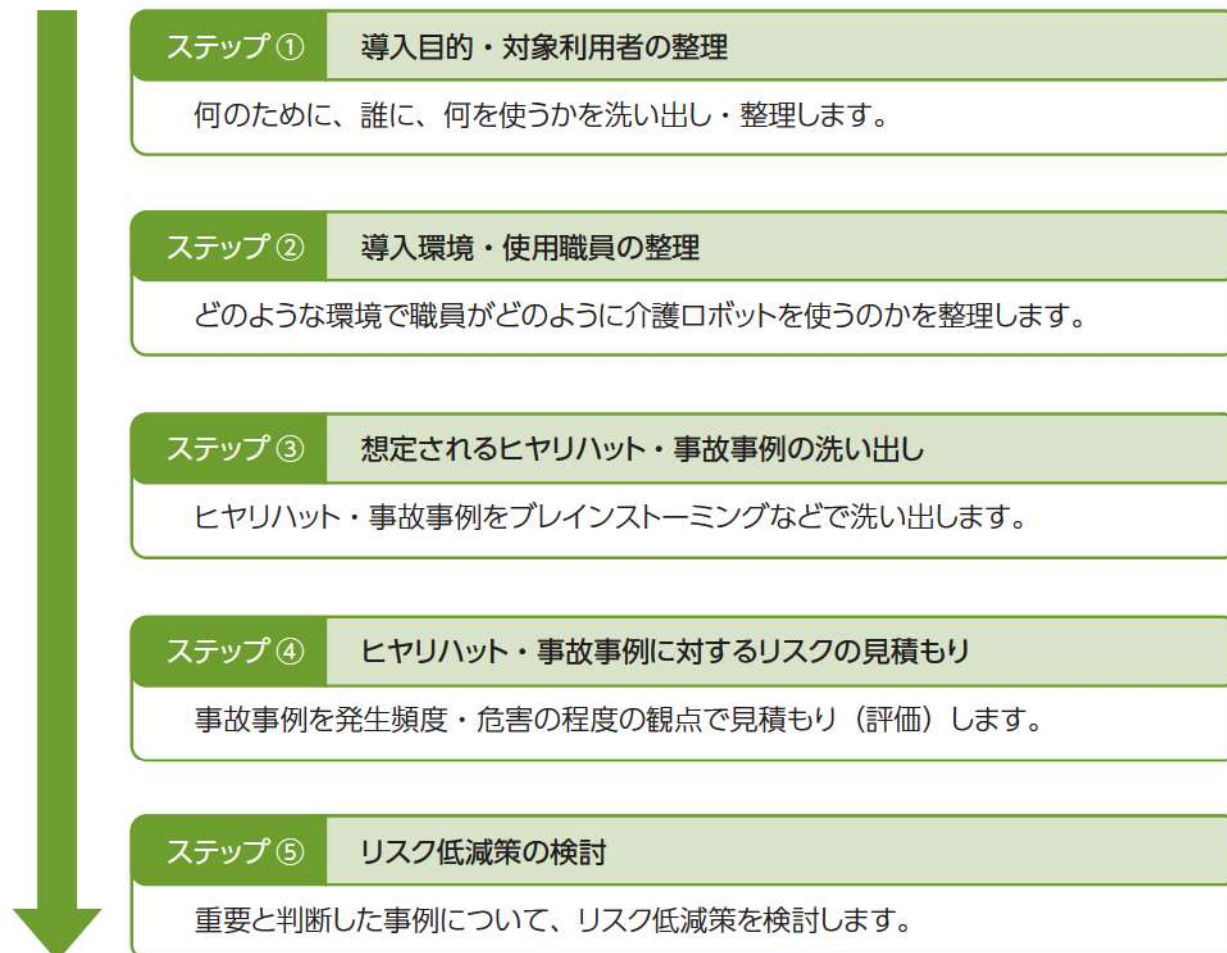 ステップ① 導入目的・対象利用者の整理
何のために、誰に、何を使うかを洗い出し・整理します。
ステップ② 導入環境・使用職員の整理
どのような環境で職員がどのように介護ロボットを使うのかを整理します。
ステップ③ 想定されるヒヤリハット・事故事例の洗い出し
ヒヤリハット・事故事例をブレインストーミングなどで洗い出します。
ステップ④ ヒヤリハット・事故事例に対するリスクの見積もり
事故事例を発生頻度・危害の程度の観点で見積もり（評価）します。
ステップ⑤ リスク低減策の検討
重要と判断した事例について、リスク低減策を検討します。